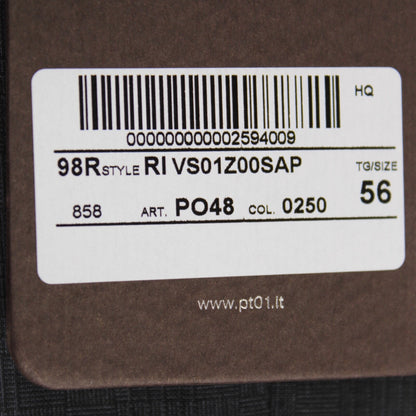 HQ
000000000002594009
98R STYLE RI VS01Z00SAP TG/SIZE
858 ART. PO48 COL. 0250 56
www.pt01.it